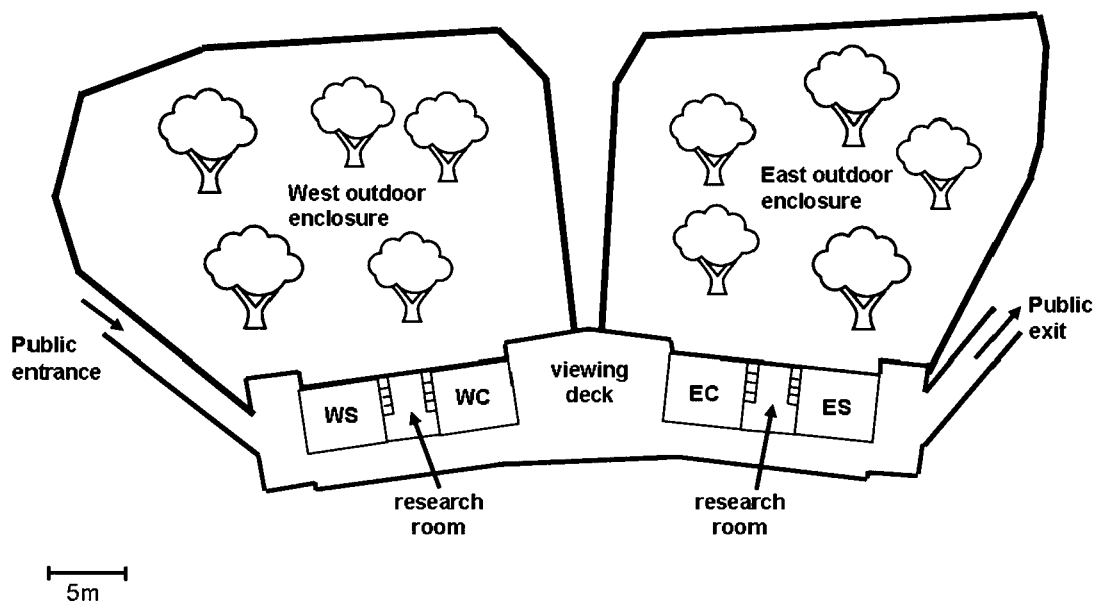 West outdoor
enclosure
East outdoor
enclosure
Public
entrance
Public
exit
viewing
deck
WS
WC
EC
ES
research
room
research
room
5m